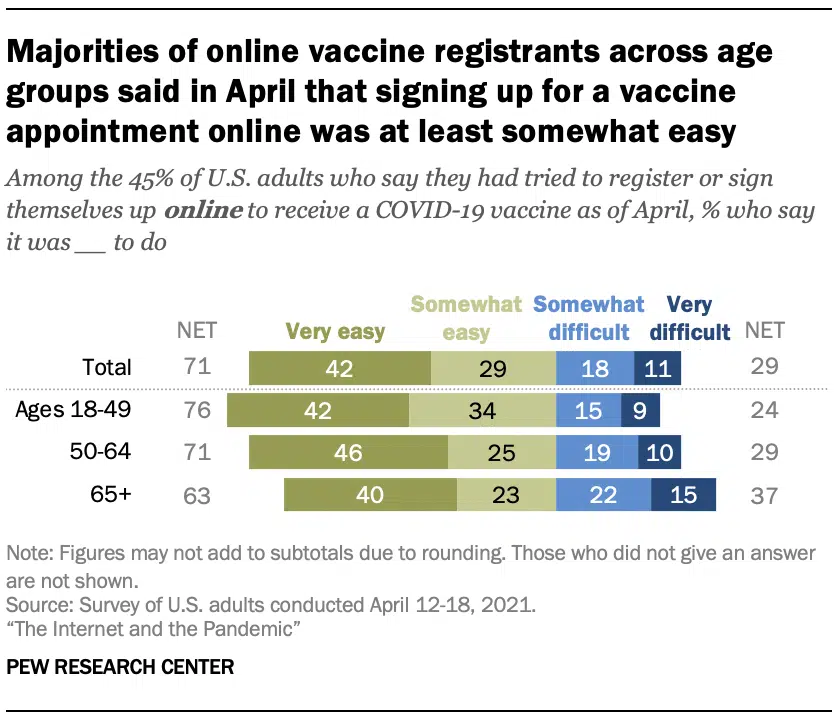 Majorities of online vaccine registrants across age
groups said in April that signing up for a vaccine
appointment online was at least somewhat easy
Among the 45% of U.S. adults who say they had tried to register or sign
themselves up online to receive a COVID-19 vaccine as of April, % who say
it was __ to do
NET Very easy Somewhat easy Somewhat difficult Very difficult NET
Total 71 42 29 18 11 29
Ages 18-49 76 42 34 15 9 24
50-64 71 46 25 19 10 29
65+ 63 40 23 22 15 37
Note: Figures may not add to subtotals due to rounding. Those who did not give an answer
are not shown.
Source: Survey of U.S. adults conducted April 12-18, 2021.
“The Internet and the Pandemic”
PEW RESEARCH CENTER